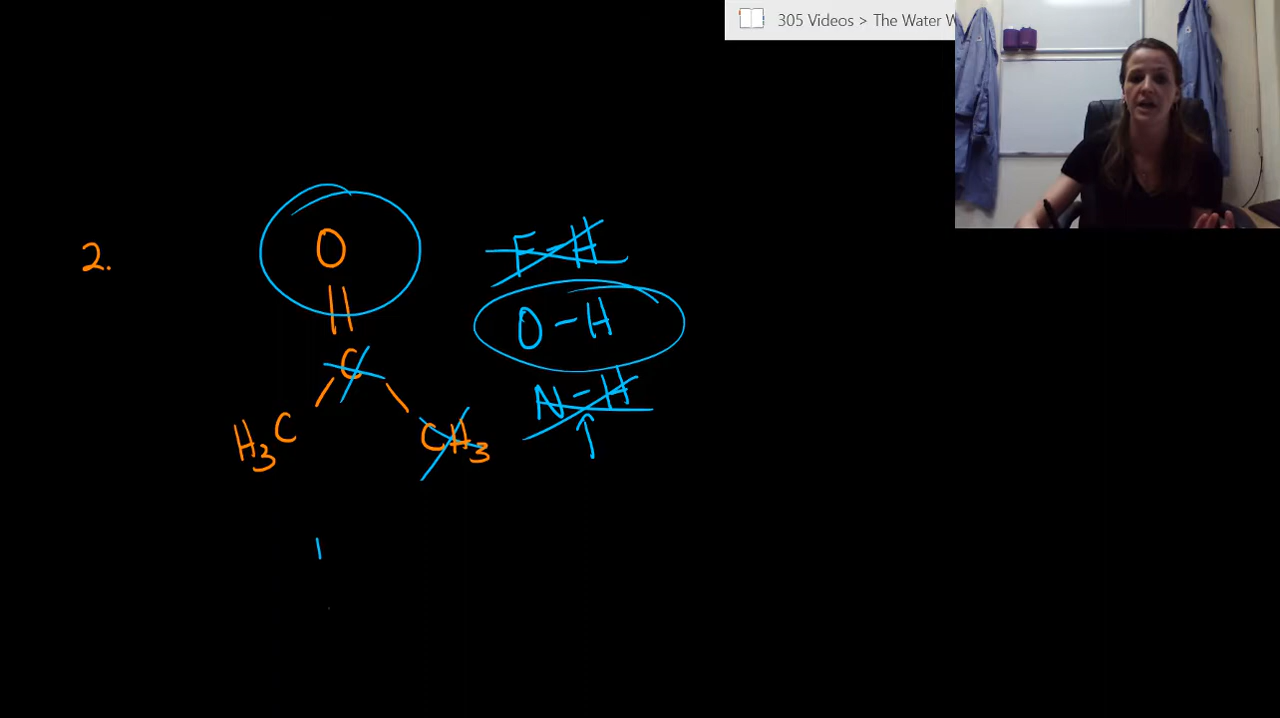 305 Videos > The Water W
2.
O
F-H
O-H
C
N-H
H3C
CH3